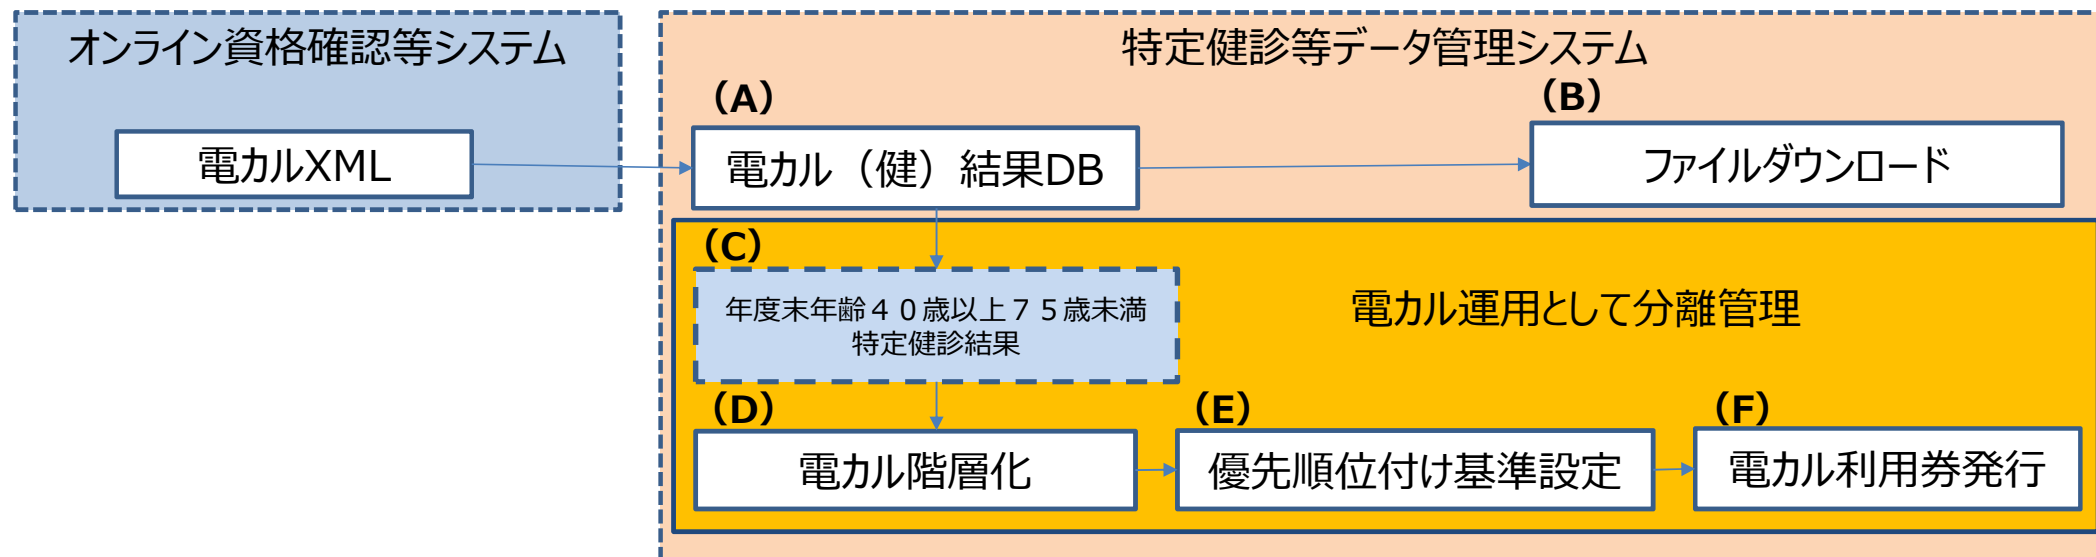 オンライン資格確認等システム
電カルXML
特定健診等データ管理システム
（A）
電カル（健）結果DB
（B）
ファイルダウンロード
（C）
年度末年齢４０歳以上７５歳未満
特定健診結果
電カル運用として分離管理
（D）
電カル階層化
（E）
優先順位付け基準設定
（F）
電カル利用券発行